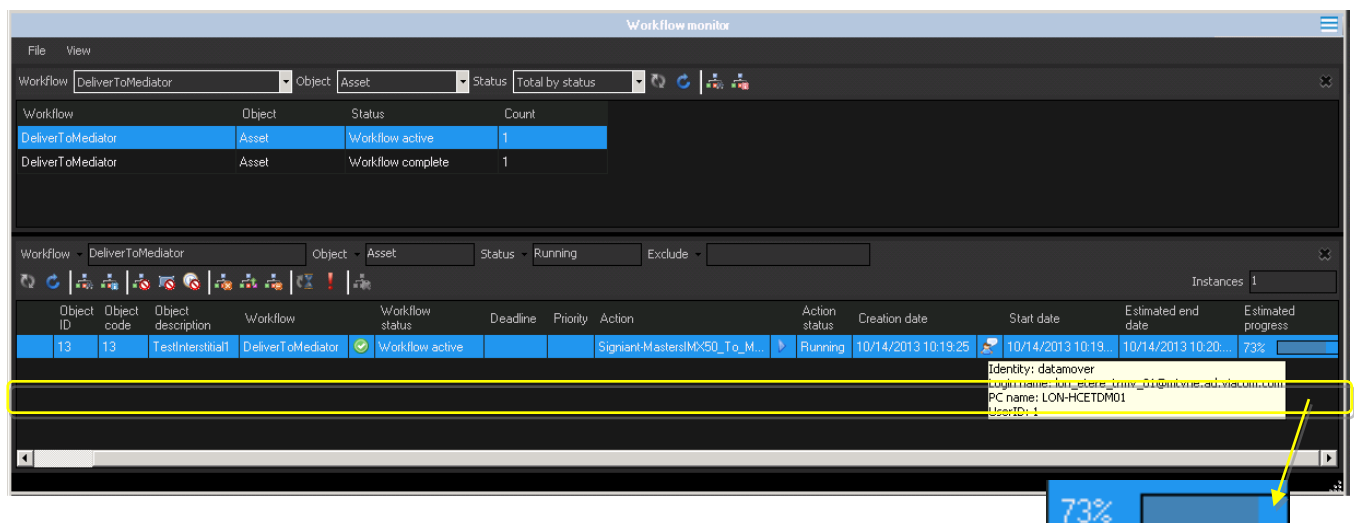 Workflow monitor
File View
Workflow DeliverToMediator Object Asset Status Total by status
Workflow Object Status Count
DeliverToMediator Asset Workflow active 1
DeliverToMediator Asset Workflow complete 1
Workflow DeliverToMediator Object Asset Status Running Exclude
Instances 1
Object ID Object code Object description Workflow Workflow status Deadline Priority Action Action status Creation date Start date Estimated end date Estimated progress
13 13 TestInterstitial1 DeliverToMediator Workflow active Signiant-MastersIMX50_To_M... Running 10/14/2013 10:19:25 10/14/2013 10:19... 10/14/2013 10:20:... 73%
Identity: datamover
Login name:
PC name: LON-HCETDM01
UserID: 1
73%